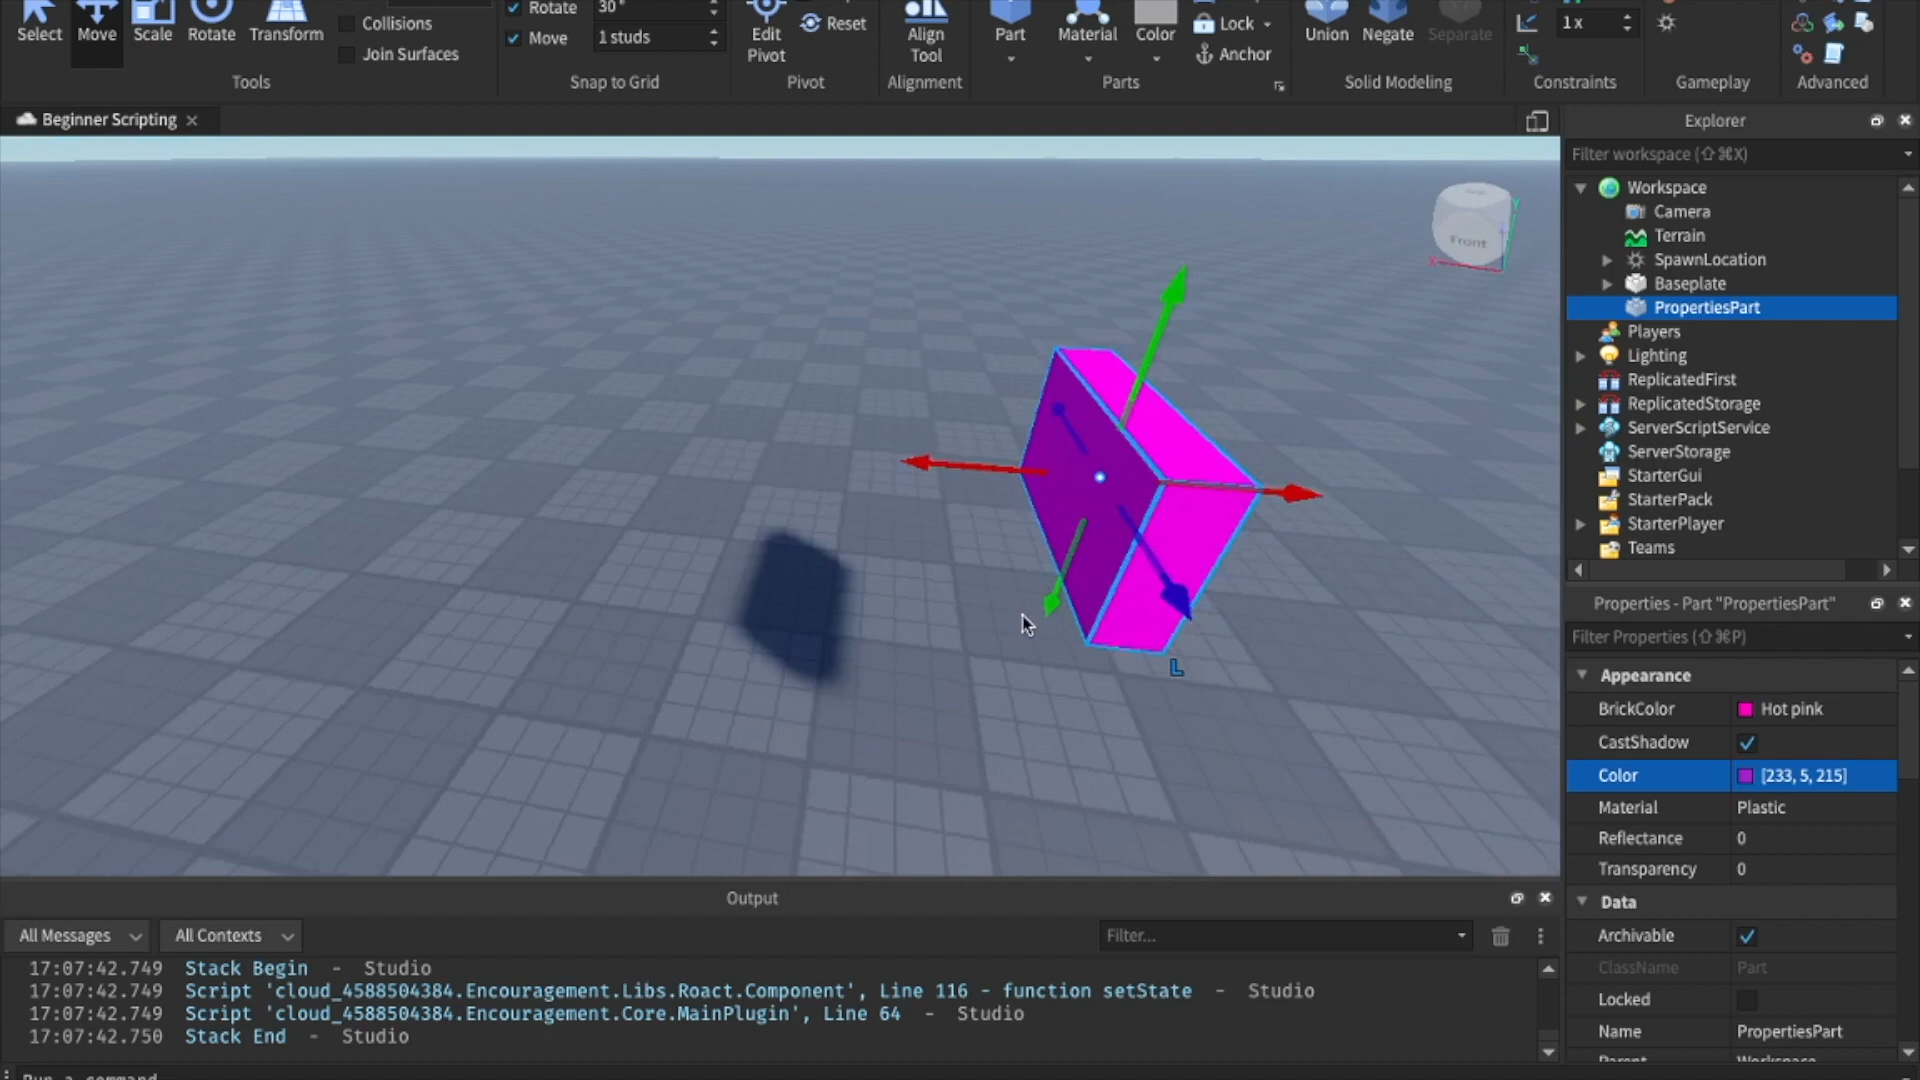 Select Move Scale Rotate Transform
Collisions
Join Surfaces
Tools
Rotate 30°
Move 1 studs
Snap to Grid
Edit Pivot
Reset
Pivot
Align Tool
Alignment
Part Material Color
Lock
Anchor
Parts
Union Negate Separate
Solid Modeling
1 x
Constraints
Gameplay
Advanced
Beginner Scripting
Front
X
Y
L
Explorer
Filter workspace (⇧⌘X)
Workspace
Camera
Terrain
SpawnLocation
Baseplate
PropertiesPart
Players
Lighting
ReplicatedFirst
ReplicatedStorage
ServerScriptService
ServerStorage
StarterGui
StarterPack
StarterPlayer
Teams
Properties - Part "PropertiesPart"
Filter Properties (⇧⌘P)
Appearance
BrickColor Hot pink
CastShadow
Color [233, 5, 215]
Material Plastic
Reflectance 0
Transparency 0
Data
Archivable
ClassName Part
Locked
Name PropertiesPart
Parent Workspace
Output
All Messages All Contexts Filter...
17:07:42.749 Stack Begin - Studio
17:07:42.749 Script 'cloud_4588504384.Encouragement.Libs.Roact.Component', Line 116 - function setState - Studio
17:07:42.749 Script 'cloud_4588504384.Encouragement.Core.MainPlugin', Line 64 - Studio
17:07:42.750 Stack End - Studio
Run a command